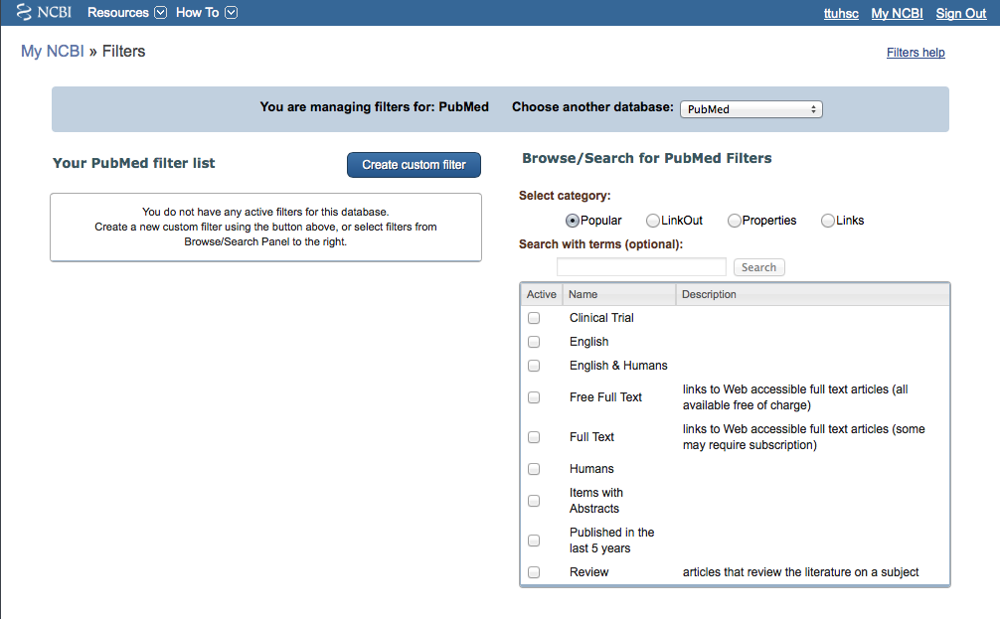 NCBI Resources How To ttuhsc My NCBI Sign Out
My NCBI » Filters Filters help
You are managing filters for: PubMed Choose another database: PubMed
Your PubMed filter list
Create custom filter
You do not have any active filters for this database.
Create a new custom filter using the button above, or select filters from
Browse/Search Panel to the right.
Browse/Search for PubMed Filters
Select category:
Popular LinkOut Properties Links
Search with terms (optional):
Search
Active Name Description
Clinical Trial
English
English & Humans
Free Full Text links to Web accessible full text articles (all
available free of charge)
Full Text links to Web accessible full text articles (some
may require subscription)
Humans
Items with
Abstracts
Published in the
last 5 years
Review articles that review the literature on a subject